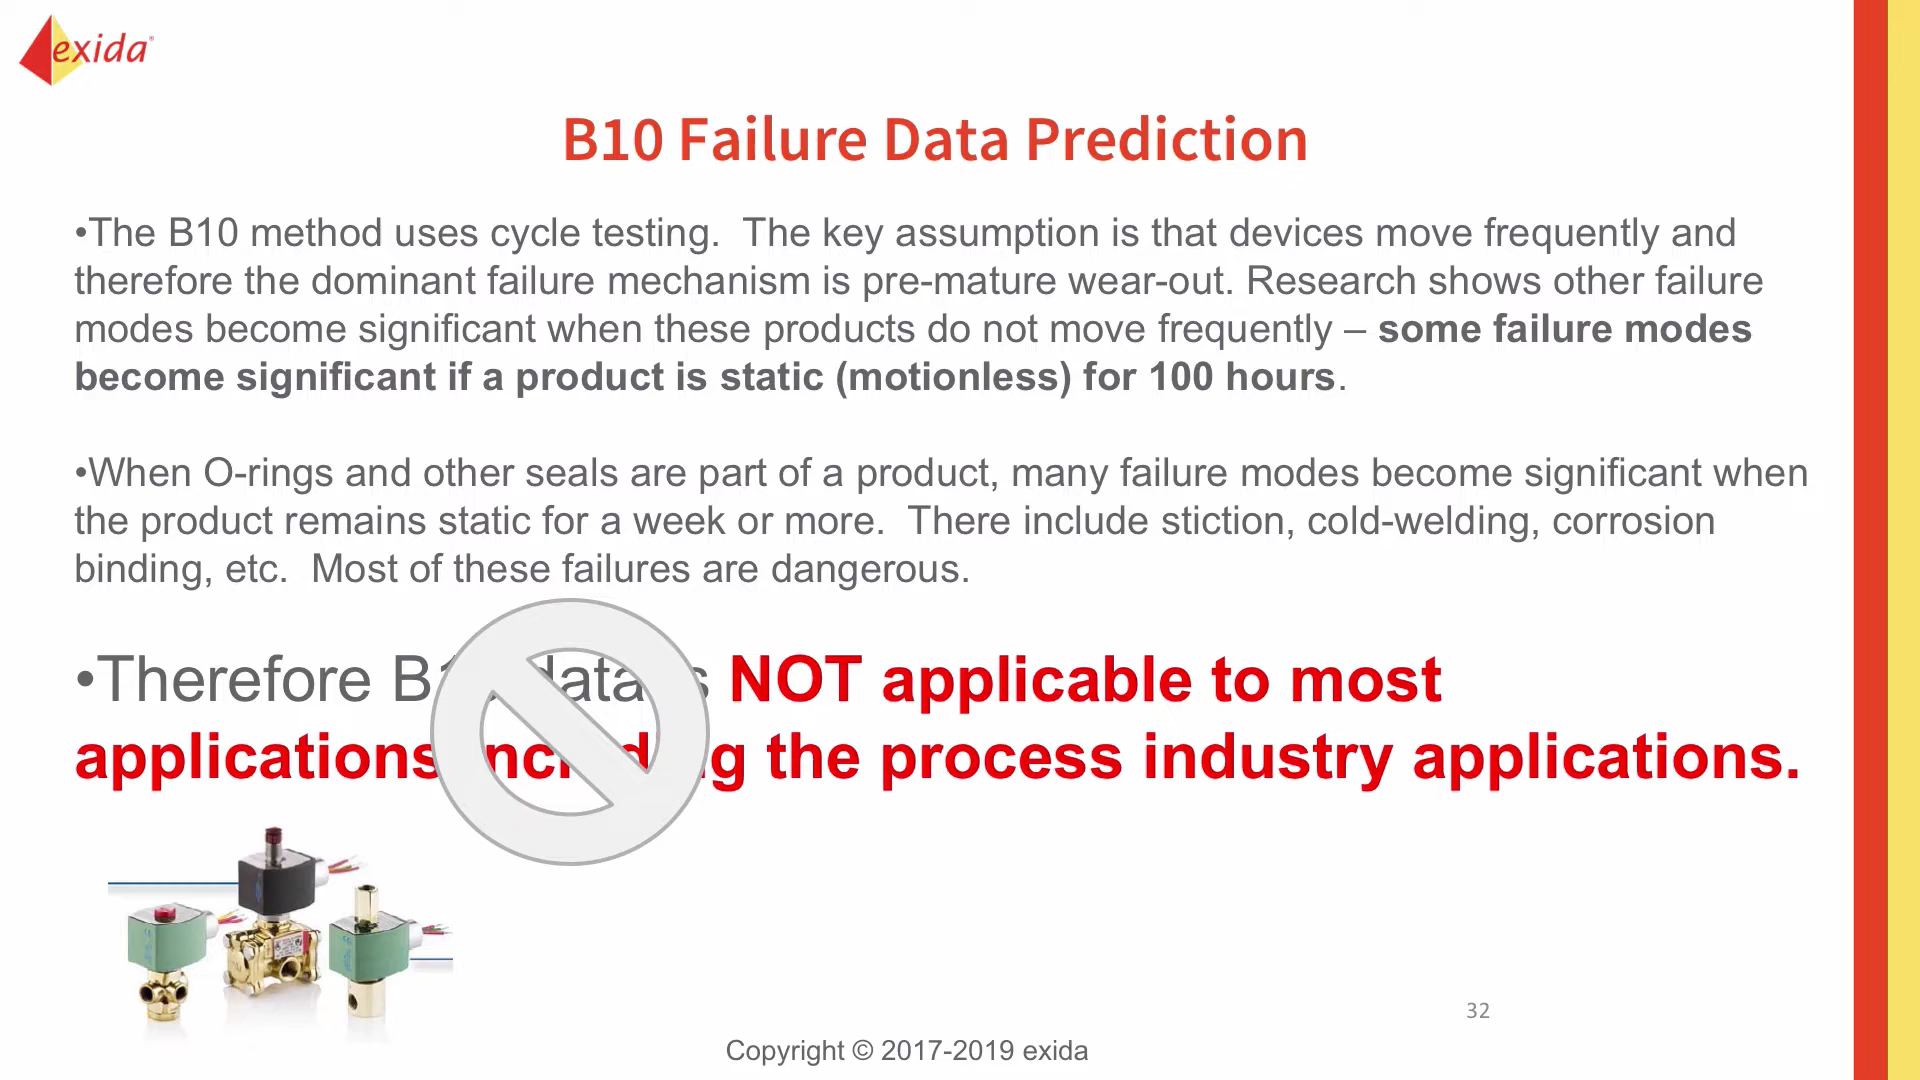 exida
B10 Failure Data Prediction
•The B10 method uses cycle testing.  The key assumption is that devices move frequently and
therefore the dominant failure mechanism is pre-mature wear-out. Research shows other failure
modes become significant when these products do not move frequently – some failure modes
become significant if a product is static (motionless) for 100 hours.
•When O-rings and other seals are part of a product, many failure modes become significant when
the product remains static for a week or more.  There include stiction, cold-welding, corrosion
binding, etc.  Most of these failures are dangerous.
•Therefore B10 data is NOT applicable to most
applications including the process industry applications.
32
Copyright © 2017-2019 exida